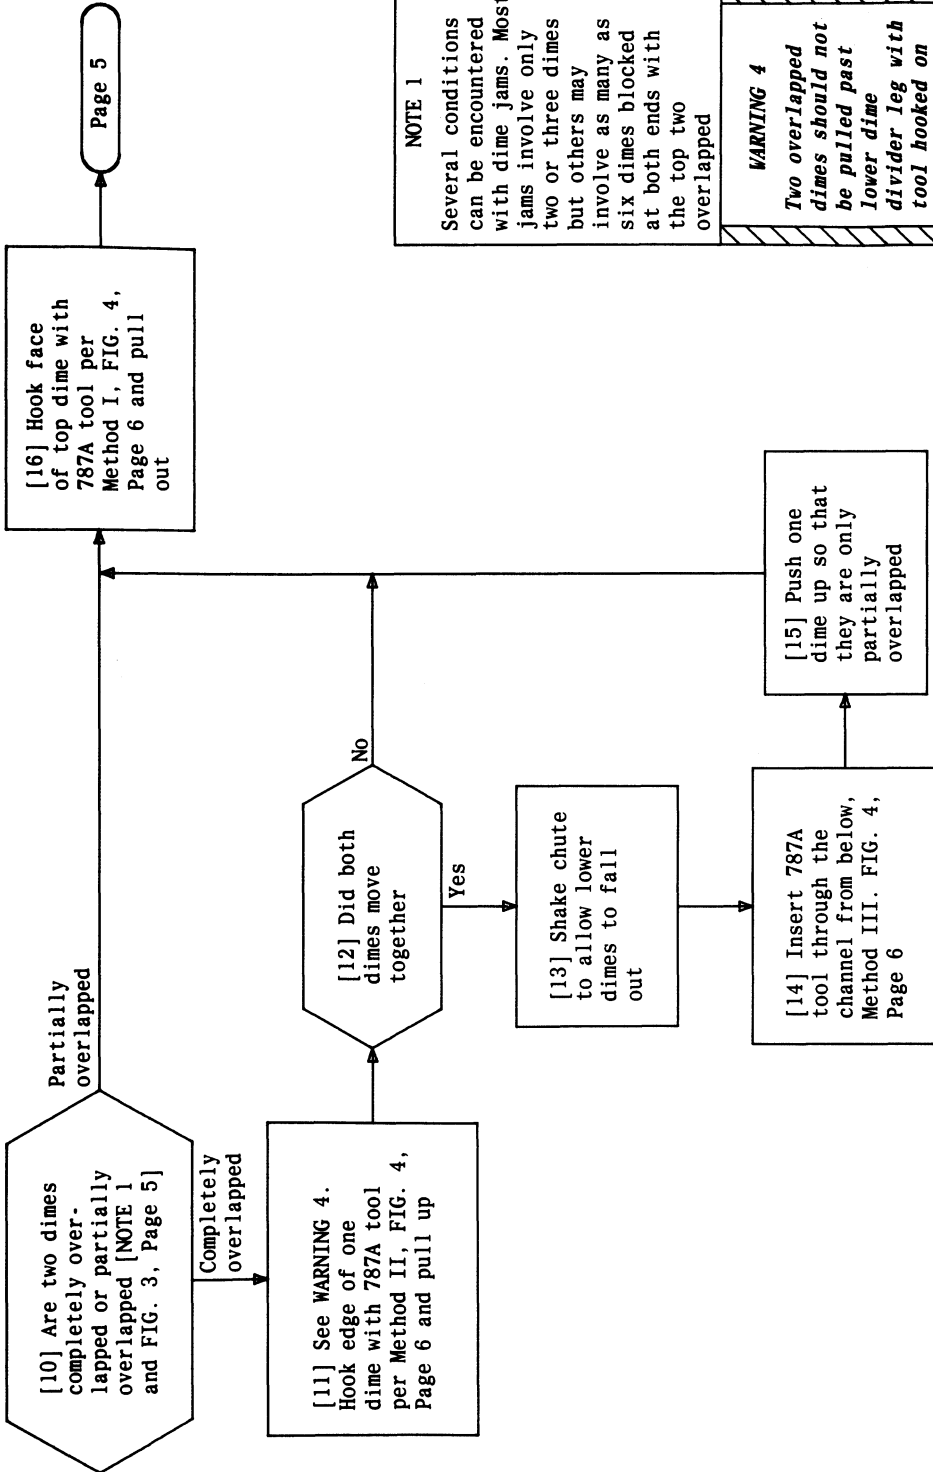 [10] Are two dimes
completely over-
lapped or partially
overlapped [NOTE 1
and FIG. 3, Page 5]
Partially
overlapped
Completely
overlapped
[11] See WARNING 4.
Hook edge of one
dime with 787A tool
per Method II, FIG. 4,
Page 6 and pull up
[12] Did both
dimes move
together
No
Yes
[13] Shake chute
to allow lower
dimes to fall
out
[14] Insert 787A
tool through the
channel from below,
Method III. FIG. 4,
Page 6
[15] Push one
dime up so that
they are only
partially
overlapped
[16] Hook face
of top dime with
787A tool per
Method I, FIG. 4,
Page 6 and pull
out
Page 5
NOTE 1
Several conditions
can be encountered
with dime jams. Most
jams involve only
two or three dimes
but others may
involve as many as
six dimes blocked
at both ends with
the top two
overlapped
WARNING 4
Two overlapped
dimes should not
be pulled past
lower dime
divider leg with
tool hooked on